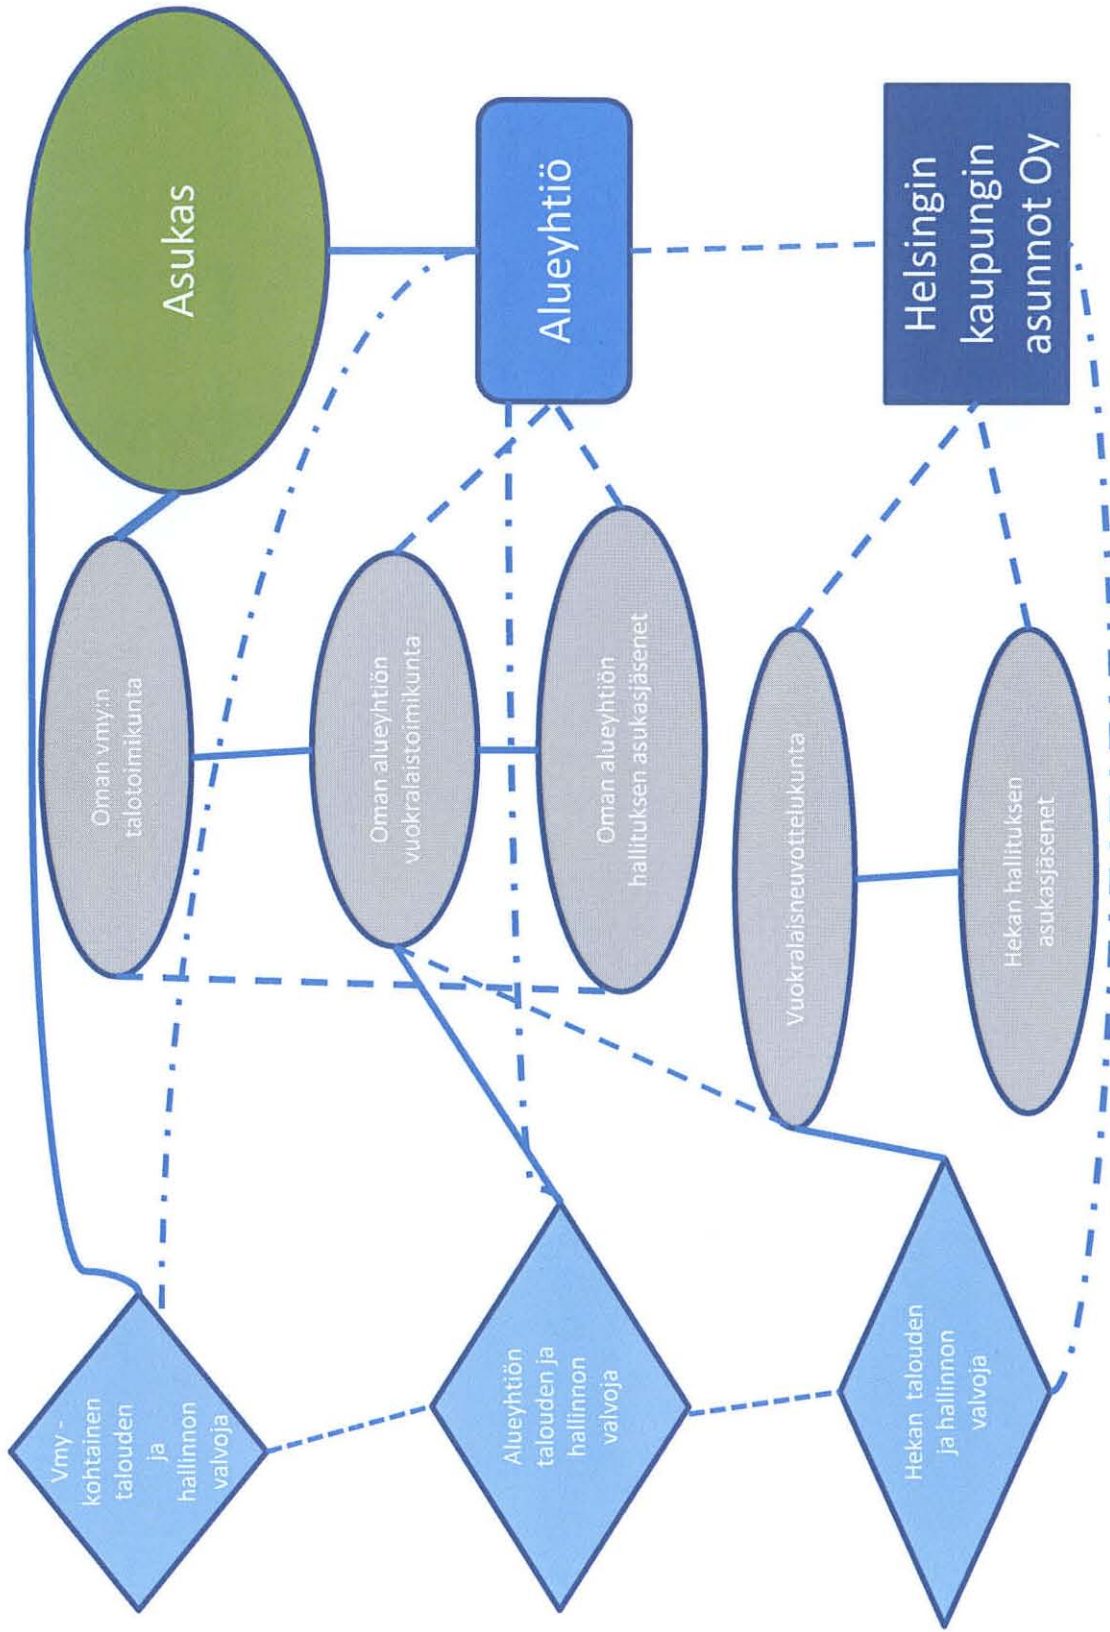 Asukas
Alueyhtiö
Helsingin
kaupungin
asunnot Oy
Oman vmy:n
talotoimikunta
Oman alueyhtiön
vuokralaistoimikunta
Oman alueyhtiön
hallituksen asukasjäsenet
Vuokralaisneuvottelukunta
Hekan hallituksen
asukasjäsenet
Vmy -
kohtainen
talouden
ja
hallinnon
valvoja
Alueyhtiön
talouden ja
hallinnon
valvoja
Hekan talouden
ja hallinnon
valvoja